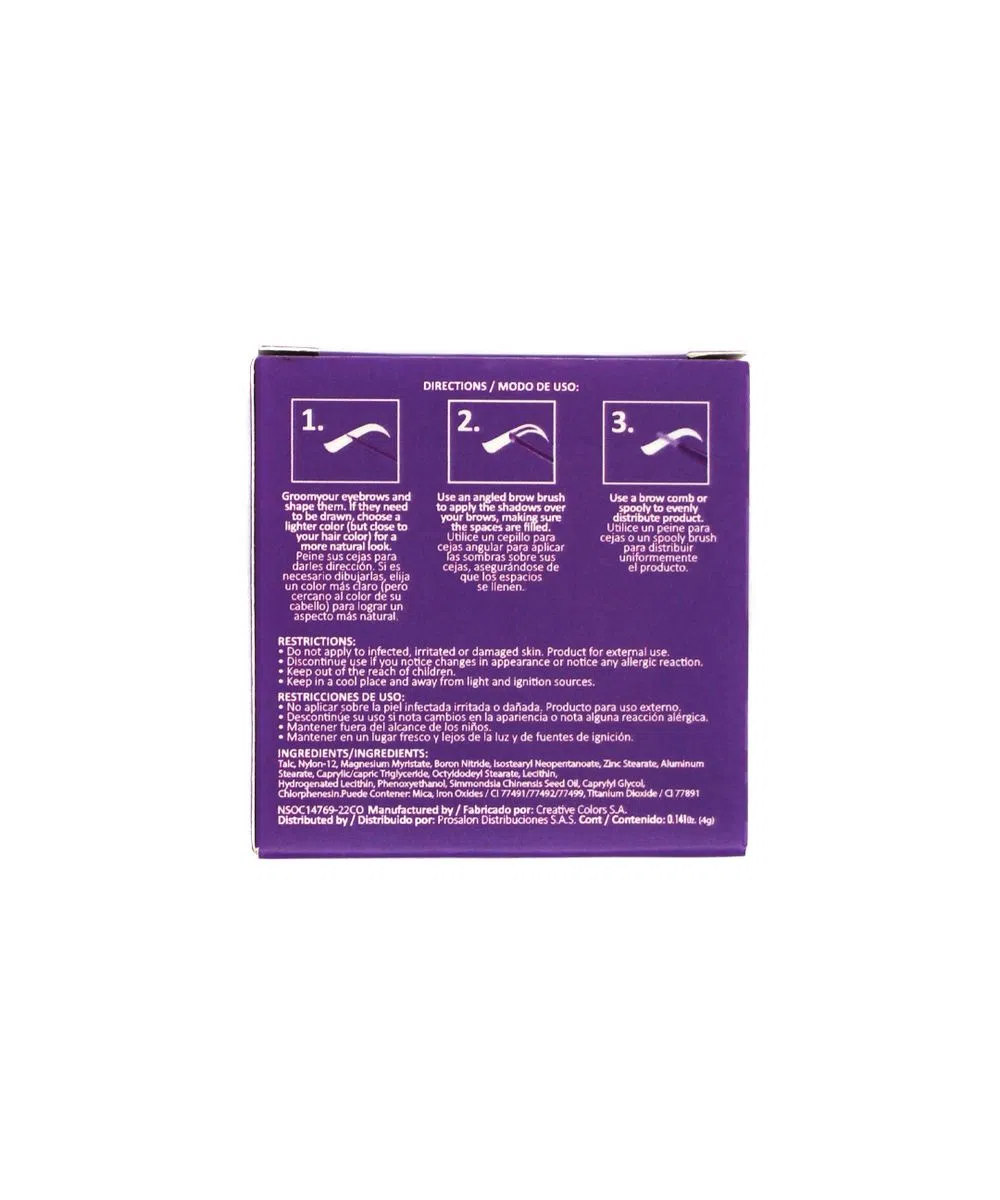 DIRECTIONS / MODO DE USO:
1.
Groomyour eyebrows and
shape them. If they need
to be drawn, choose a
lighter color (but close to
your hair color) for a
more natural look.
Peine sus cejas para
darles dirección. Si es
necesario dibujarlas, elija
un color más claro (pero
cercano al color de su
cabello) para lograr un
aspecto más natural.
2.
Use an angled brow brush
to apply the shadows over
your brows, making sure
the spaces are filled.
Utilice un cepillo para
cejas angular para aplicar
las sombras sobre sus
cejas, asegurándose de
que los espacios
se llenen.
3.
Use a brow comb or
spooly to evenly
distribute product.
Utilice un peine para
cejas o un spooly brush
para distribuir
uniformemente
el producto.
RESTRICTIONS:
• Do not apply to infected, irritated or damaged skin. Product for external use.
• Discontinue use if you notice changes in appearance or notice any allergic reaction.
• Keep out of the reach of children.
• Keep in a cool place and away from light and ignition sources.
RESTRICCIONES DE USO:
• No aplicar sobre la piel infectada irritada o dañada. Producto para uso externo.
• Descontinúe su uso si nota cambios en la apariencia o nota alguna reacción alérgica.
• Mantener fuera del alcance de los niños.
• Mantener en un lugar fresco y lejos de la luz y de fuentes de ignición.
INGREDIENTS/INGREDIENTS:
Talc, Nylon-12, Magnesium Myristate, Boron Nitride, Isostearyl Neopentanoate, Zinc Stearate, Aluminum
Stearate, Caprylic/capric Triglyceride, Octyldodeyl Stearate, Lecithin,
Hydrogenated Lecithin, Phenoxyethanol, Simmondsia Chinensis Seed Oil, Caprylyl Glycol,
Chlorphenesin.Puede Contener: Mica, Iron Oxides / CI 77491/77492/77499, Titanium Dioxide / CI 77891
NSOC14769-22CO Manufactured by / Fabricado por: Creative Colors S.A.
Distributed by / Distribuido por: Prosalon Distribuciones S.A.S. Cont / Contenido: 0.141oz. (4g)